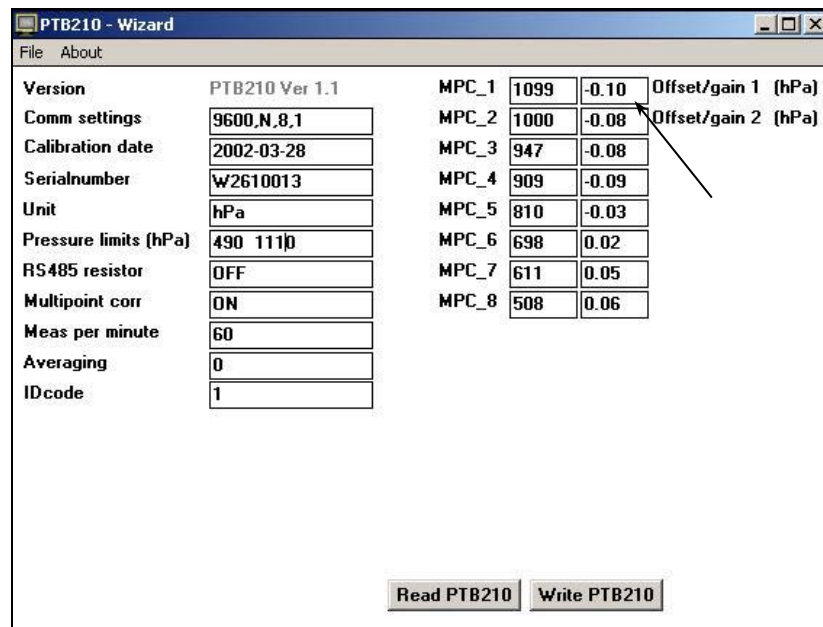 PTB210 - Wizard
File About
Version PTB210 Ver 1.1
Comm settings 9600,N,8,1
Calibration date 2002-03-28
Serialnumber W2610013
Unit hPa
Pressure limits (hPa) 490 1110
RS485 resistor OFF
Multipoint corr ON
Meas per minute 60
Averaging 0
IDcode 1
MPC_1 1099 -0.10 Offset/gain 1 (hPa)
MPC_2 1000 -0.08 Offset/gain 2 (hPa)
MPC_3 947 -0.08
MPC_4 909 -0.09
MPC_5 810 -0.03
MPC_6 698 0.02
MPC_7 611 0.05
MPC_8 508 0.06
Read PTB210 Write PTB210